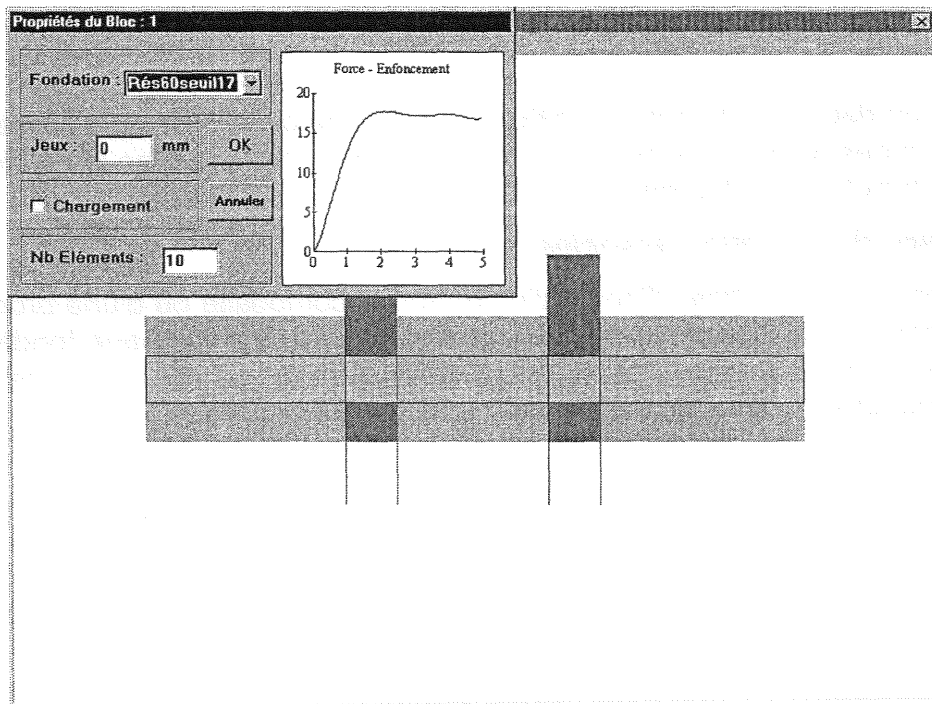 Propriétés du Bloc : 1
Fondation : Rés60seuil17
Jeux : 0 mm
OK
Chargement
Annuler
Nb Eléments : 10
Force - Enfoncement
20
15
10
5
0
0 1 2 3 4 5